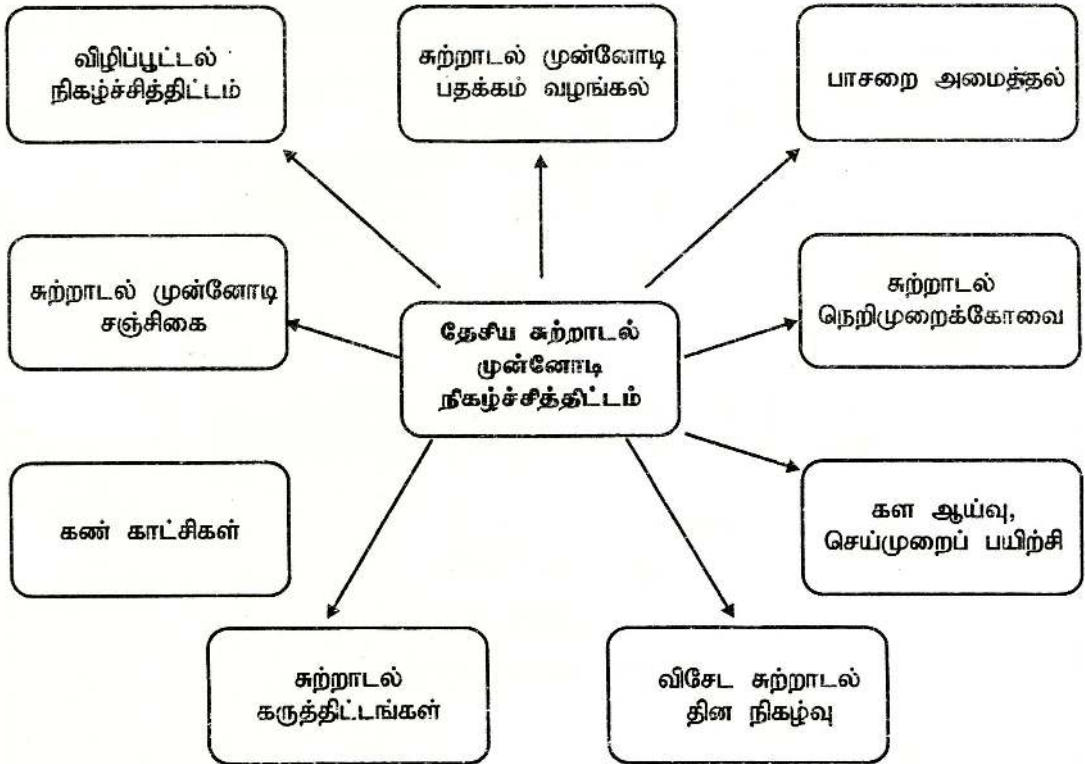 விழிப்பூட்டல்
நிகழ்ச்சித்திட்டம்
சுற்றாடல் முன்னோடி
பதக்கம் வழங்கல்
பாசறை அமைத்தல்
சுற்றாடல் முன்னோடி
சஞ்சிகை
தேசிய சுற்றாடல்
முன்னோடி
நிகழ்ச்சித்திட்டம்
சுற்றாடல்
நெறிமுறைக்கோவை
கண் காட்சிகள்
கள ஆய்வு,
செய்முறைப் பயிற்சி
சுற்றாடல்
கருத்திட்டங்கள்
விசேட சுற்றாடல்
தின நிகழ்வு